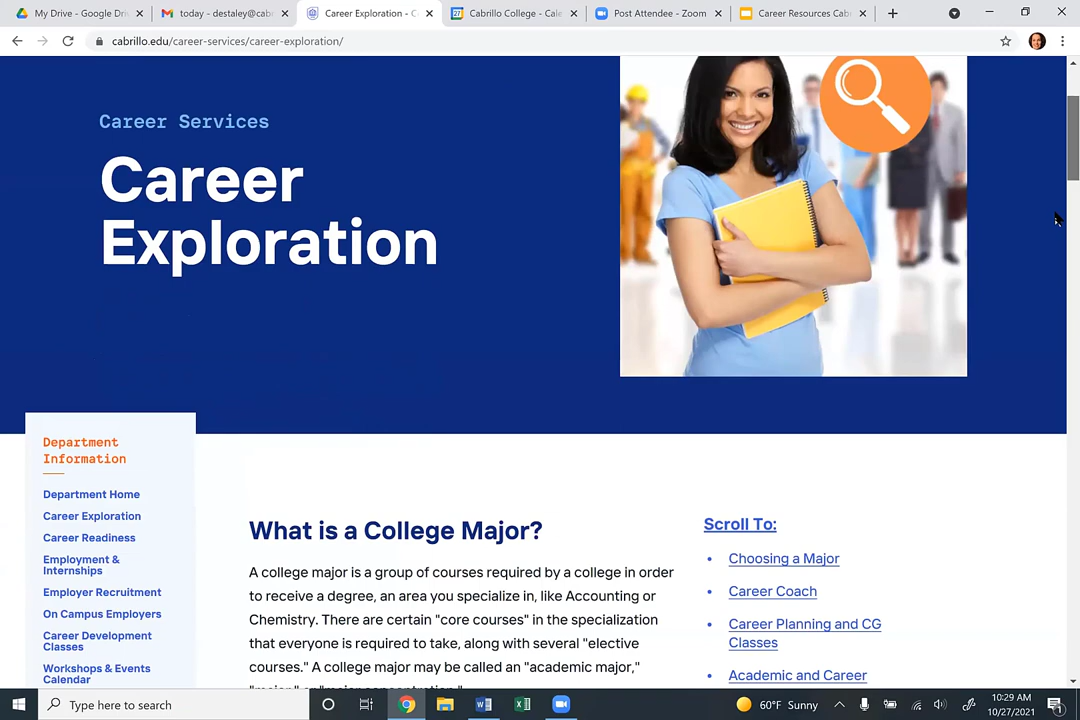 My Drive - Google Dri
today - destaley@cabr
Career Exploration - C
27
Cabrillo College - Cale
Post Attendee - Zoom
Career Resources Cab
cabrillo.edu/career-services/career-exploration/
Career Services
Career
Exploration
Department
Information
Department Home
Career Exploration
Career Readiness
Employment &
Internships
Employer Recruitment
On Campus Employers
Career Development
Classes
Workshops & Events
Calendar
What is a College Major?
A college major is a group of courses required by a college in order
to receive a degree, an area you specialize in, like Accounting or
Chemistry. There are certain "core courses" in the specialization
that everyone is required to take, along with several "elective
courses." A college major may be called an "academic major,"
Scroll To:
• Choosing a Major
• Career Coach
• Career Planning and CG
Classes
• Academic and Career
Type here to search
60°F Sunny
10:29 AM
10/27/2021
1